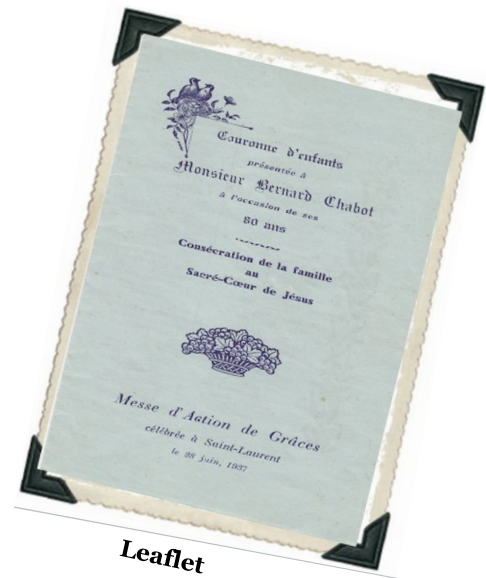 Couronne d'enfants
présentée à
Monsieur Bernard Chabot
à l'occasion de ses
80 ans
Consécration de la famille
au
Sacré-Cœur de Jésus
Messe d'Action de Grâces
célébrée à Saint-Laurent
le 28 juin, 1937
Leaflet